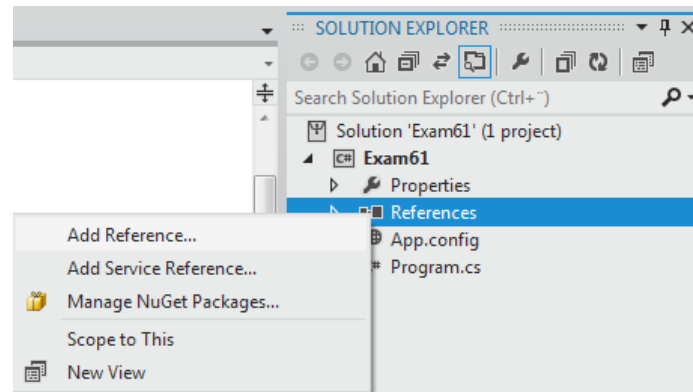 SOLUTION EXPLORER
Search Solution Explorer (Ctrl+¨)
Solution 'Exam61' (1 project)
C# Exam61
Properties
References
App.config
Program.cs
Add Reference...
Add Service Reference...
Manage NuGet Packages...
Scope to This
New View